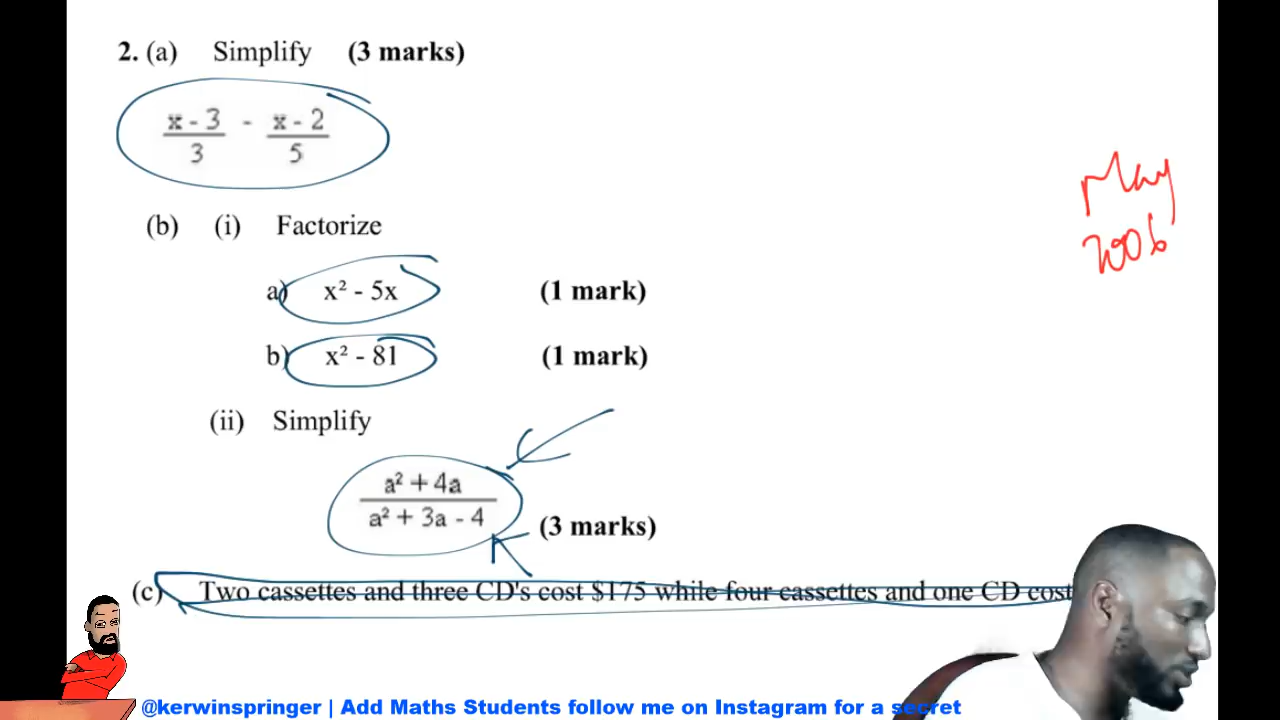 2. (a) Simplify (3 marks)
x - 3 - x - 2
3 5
May
2006
(b) (i) Factorize
a) x² - 5x (1 mark)
b) x² - 81 (1 mark)
(ii) Simplify
a² + 4a
a² + 3a - 4 (3 marks)
(c) Two cassettes and three CD's cost $175 while four cassettes and one CD cost
@kerwinspringer | Add Maths Students follow me on Instagram for a secret